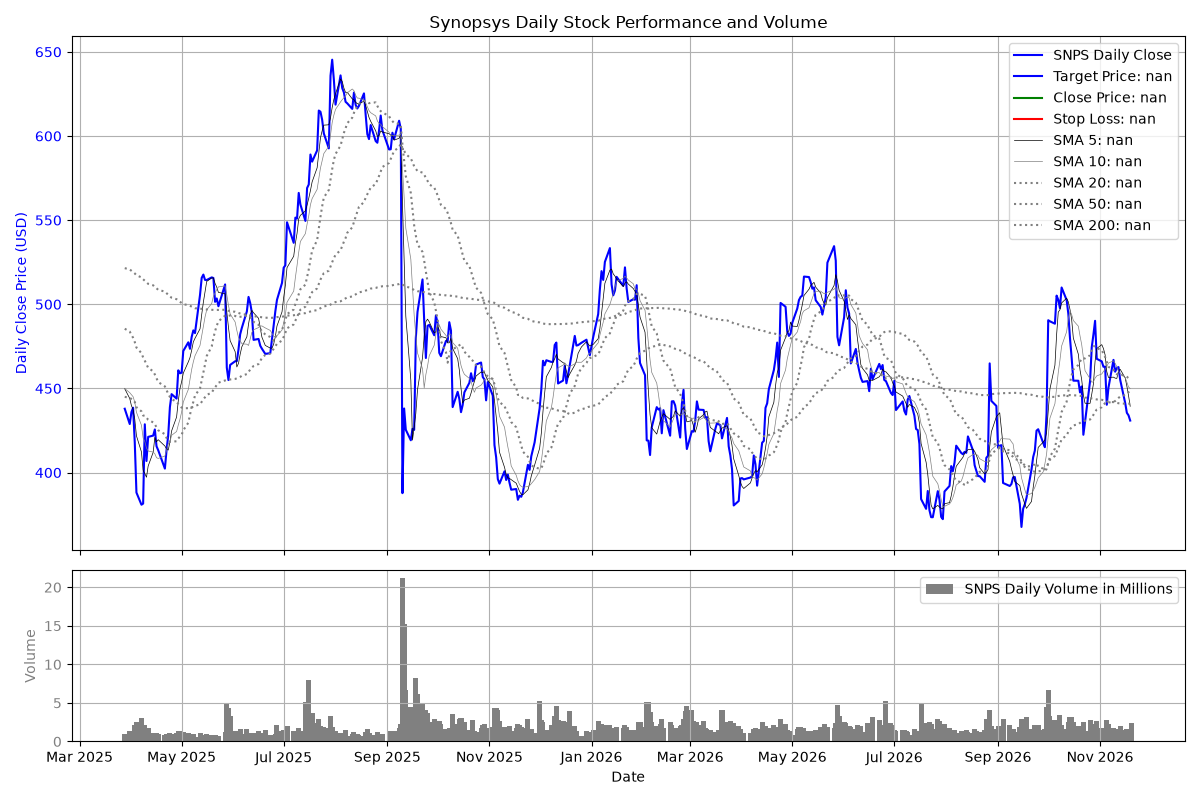 Synopsys Daily Stock Performance and Volume
650
600
550
500
450
400
Daily Close Price (USD)
SNPS Daily Close
Target Price: nan
Close Price: nan
Stop Loss: nan
SMA 5: nan
SMA 10: nan
SMA 20: nan
SMA 50: nan
SMA 200: nan
20
15
10
5
0
Volume
SNPS Daily Volume in Millions
Mar 2025 May 2025 Jul 2025 Sep 2025 Nov 2025 Jan 2026 Mar 2026 May 2026 Jul 2026 Sep 2026 Nov 2026
Date